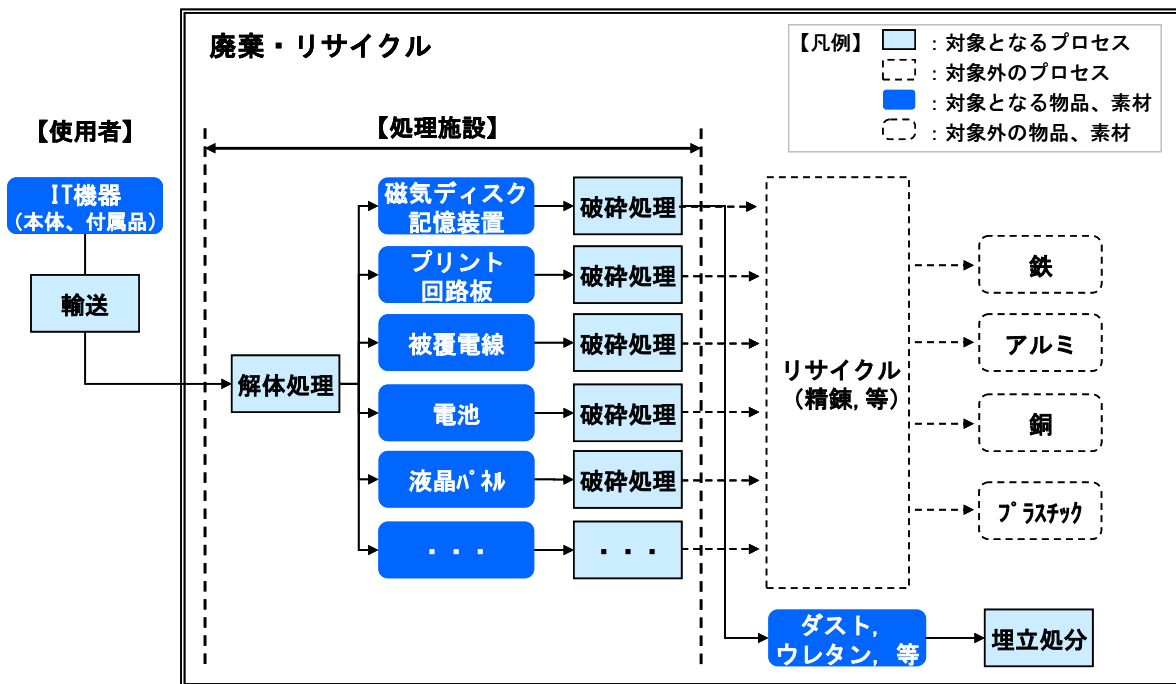 廃棄・リサイクル
【凡例】
：対象となるプロセス
：対象外のプロセス
：対象となる物品、素材
：対象外の物品、素材
【使用者】
【処理施設】
IT機器
（本体、付属品）
輸送
解体処理
磁気ディスク
記憶装置
破砕処理
プリント
回路板
破砕処理
被覆電線
破砕処理
電池
破砕処理
液晶ﾊﾟﾈﾙ
破砕処理
・・・
・・・
リサイクル
（精錬,等）
鉄
アルミ
銅
ﾌﾟﾗｽﾁｯｸ
ダスト,
ウレタン, 等
埋立処分